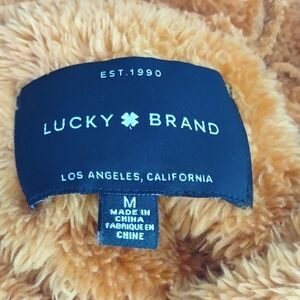 EST.1990
LUCKY BRAND
LOS ANGELES, CALIFORNIA
M
MADE IN
CHINA
FABRIQUE EN
CHINE